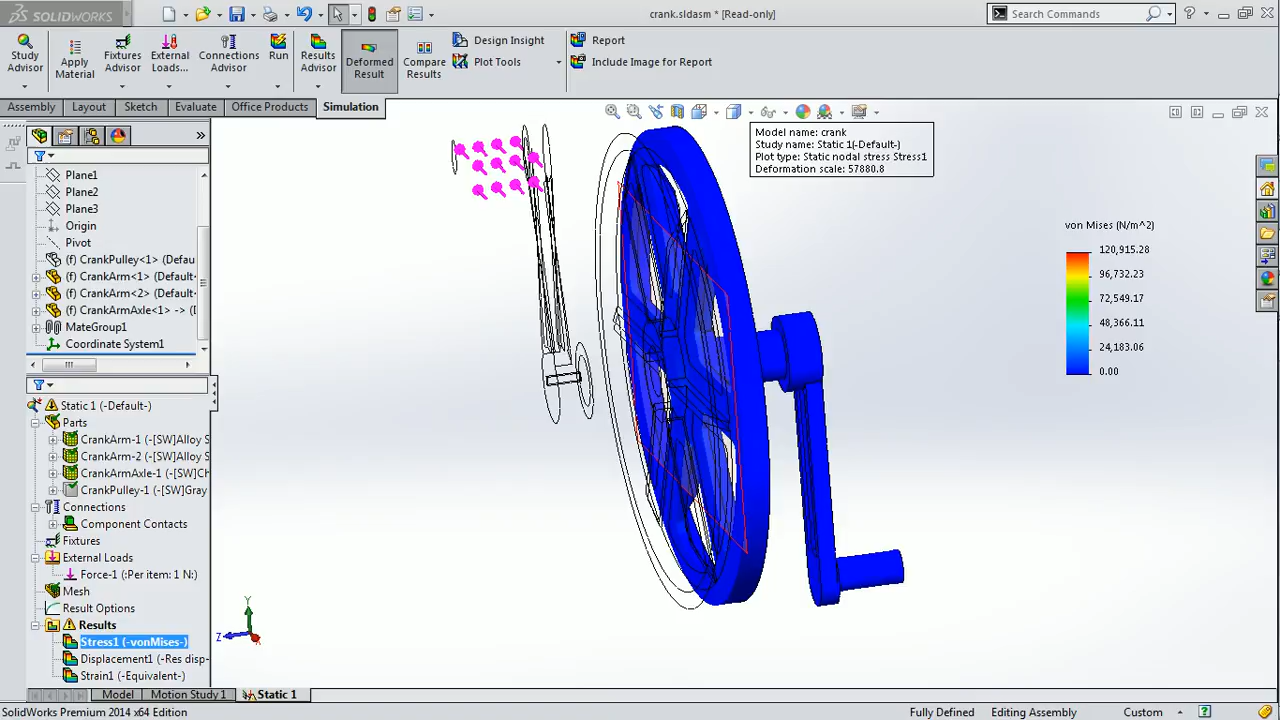 SOLIDWORKS
crank.sldasm * [Read-only]
Search Commands
Study Advisor
Apply Material
Fixtures Advisor
External Loads...
Connections Advisor
Run
Results Advisor
Deformed Result
Compare Results
Design Insight
Plot Tools
Report
Include Image for Report
Assembly
Layout
Sketch
Evaluate
Office Products
Simulation
Plane1
Plane2
Plane3
Origin
Pivot
(f) CrankPulley<1> (Defau
(f) CrankArm<1> (Default-
(f) CrankArm<2> (Default-
(f) CrankArmAxle<1> -> (D
MateGroup1
Coordinate System1
Static 1 (-Default-)
Parts
CrankArm-1 (-[SW]Alloy S
CrankArm-2 (-[SW]Alloy S
CrankArmAxle-1 (-[SW]Ch
CrankPulley-1 (-[SW]Gray
Connections
Component Contacts
Fixtures
External Loads
Force-1 (:Per item: 1 N:)
Mesh
Result Options
Results
Stress1 (-vonMises-)
Displacement1 (-Res disp-
Strain1 (-Equivalent-)
Model name: crank
Study name: Static 1(-Default-)
Plot type: Static nodal stress Stress1
Deformation scale: 57880.8
von Mises (N/m^2)
120,915.28
96,732.23
72,549.17
48,366.11
24,183.06
0.00
Y
Z
X
Model
Motion Study 1
Static 1
SolidWorks Premium 2014 x64 Edition
Fully Defined
Editing Assembly
Custom